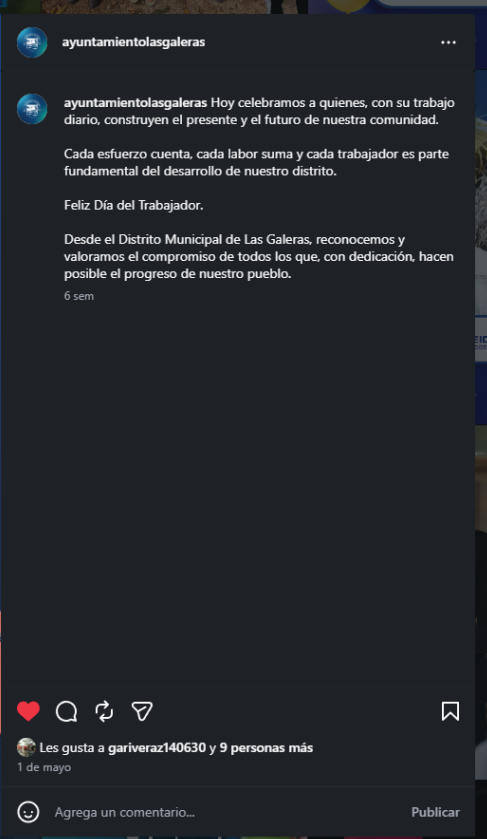 ayuntamientolasgaleras
ayuntamientolasgaleras Hoy celebramos a quienes, con su trabajo
diario, construyen el presente y el futuro de nuestra comunidad.
Cada esfuerzo cuenta, cada labor suma y cada trabajador es parte
fundamental del desarrollo de nuestro distrito.
Feliz Día del Trabajador.
Desde el Distrito Municipal de Las Galeras, reconocemos y
valoramos el compromiso de todos los que, con dedicación, hacen
posible el progreso de nuestro pueblo.
6 sem
Les gusta a gariveraz140630 y 9 personas más
1 de mayo
Agrega un comentario... Publicar